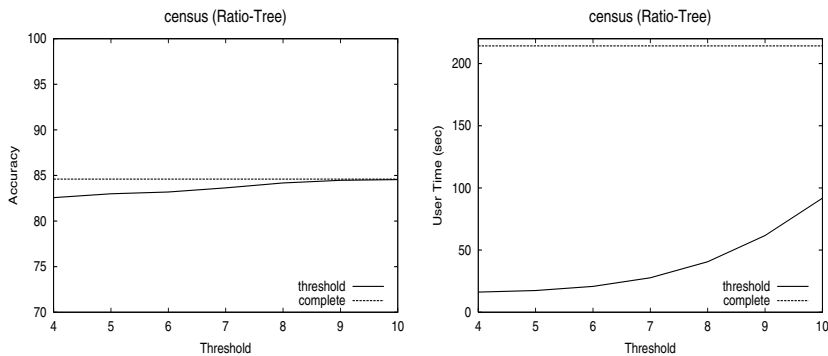 census (Ratio-Tree)
100
95
90
85
80
75
70
Accuracy
threshold
complete
4 5 6 7 8 9 10
Threshold
census (Ratio-Tree)
200
150
100
50
0
User Time (sec)
threshold
complete
4 5 6 7 8 9 10
Threshold